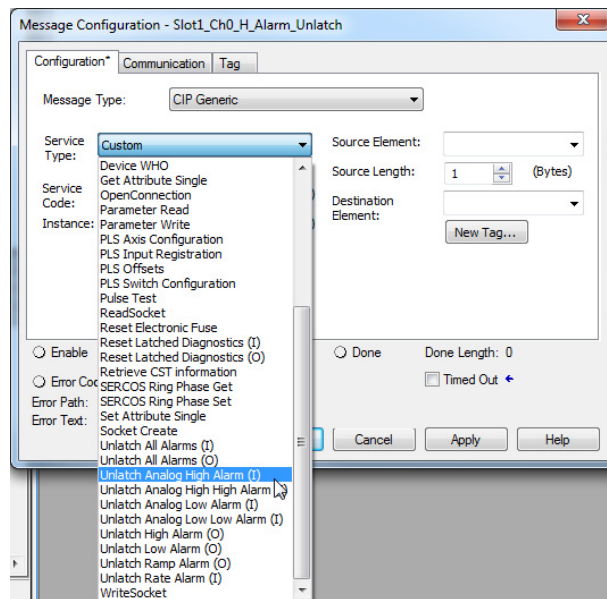 Message Configuration - Slot1_Ch0_H_Alarm_Unlatch
Configuration* Communication Tag
Message Type: CIP Generic
Service Type: Custom
Source Element:
Source Length: 1 (Bytes)
Destination Element:
New Tag...
Service Code:
Instance:
Device WHO
Get Attribute Single
OpenConnection
Parameter Read
Parameter Write
PLS Axis Configuration
PLS Input Registration
PLS Offsets
PLS Switch Configuration
Pulse Test
ReadSocket
Reset Electronic Fuse
Reset Latched Diagnostics (I)
Reset Latched Diagnostics (O)
Retrieve CST information
SERCOS Ring Phase Get
SERCOS Ring Phase Set
Set Attribute Single
Socket Create
Unlatch All Alarms (I)
Unlatch All Alarms (O)
Unlatch Analog High Alarm (I)
Unlatch Analog High High Alarm
Unlatch Analog Low Alarm (I)
Unlatch Analog Low Low Alarm (I)
Unlatch High Alarm (O)
Unlatch Low Alarm (O)
Unlatch Ramp Alarm (O)
Unlatch Rate Alarm (I)
WriteSocket
Enable
Done
Done Length: 0
Error
Timed Out
Error Path:
Error Text:
Cancel Apply Help